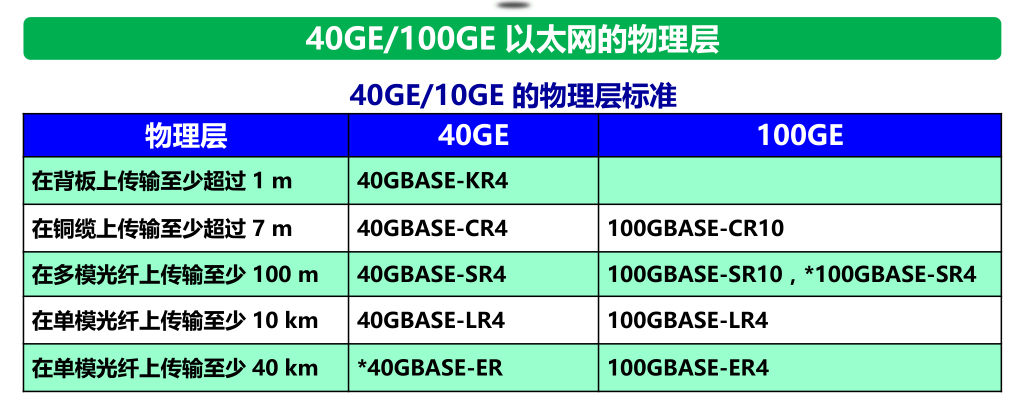 40GE/100GE 以太网的物理层
40GE/10GE 的物理层标准
物理层 40GE 100GE
在背板上传输至少超过 1 m 40GBASE-KR4
在铜缆上传输至少超过 7 m 40GBASE-CR4 100GBASE-CR10
在多模光纤上传输至少 100 m 40GBASE-SR4 100GBASE-SR10，*100GBASE-SR4
在单模光纤上传输至少 10 km 40GBASE-LR4 100GBASE-LR4
在单模光纤上传输至少 40 km *40GBASE-ER 100GBASE-ER4